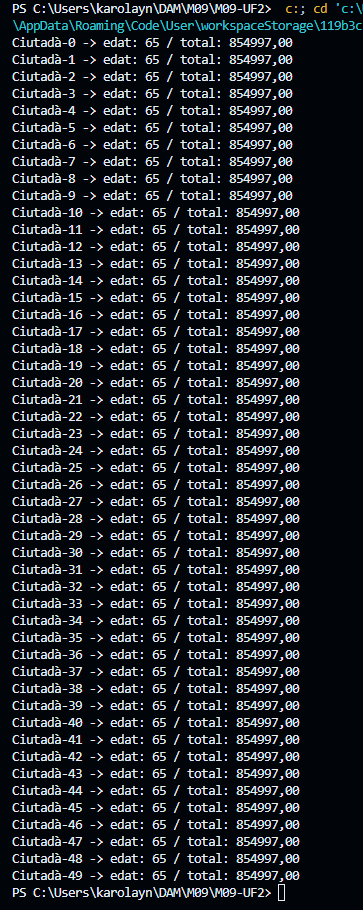 PS C:\Users\karolayn\DAM\M09\M09-UF2>  c:; cd 'c:\
\AppData\Roaming\Code\User\workspaceStorage\119b3c
Ciutadà-0 -> edat: 65 / total: 854997,00
Ciutadà-1 -> edat: 65 / total: 854997,00
Ciutadà-2 -> edat: 65 / total: 854997,00
Ciutadà-3 -> edat: 65 / total: 854997,00
Ciutadà-4 -> edat: 65 / total: 854997,00
Ciutadà-5 -> edat: 65 / total: 854997,00
Ciutadà-6 -> edat: 65 / total: 854997,00
Ciutadà-7 -> edat: 65 / total: 854997,00
Ciutadà-8 -> edat: 65 / total: 854997,00
Ciutadà-9 -> edat: 65 / total: 854997,00
Ciutadà-10 -> edat: 65 / total: 854997,00
Ciutadà-11 -> edat: 65 / total: 854997,00
Ciutadà-12 -> edat: 65 / total: 854997,00
Ciutadà-13 -> edat: 65 / total: 854997,00
Ciutadà-14 -> edat: 65 / total: 854997,00
Ciutadà-15 -> edat: 65 / total: 854997,00
Ciutadà-16 -> edat: 65 / total: 854997,00
Ciutadà-17 -> edat: 65 / total: 854997,00
Ciutadà-18 -> edat: 65 / total: 854997,00
Ciutadà-19 -> edat: 65 / total: 854997,00
Ciutadà-20 -> edat: 65 / total: 854997,00
Ciutadà-21 -> edat: 65 / total: 854997,00
Ciutadà-22 -> edat: 65 / total: 854997,00
Ciutadà-23 -> edat: 65 / total: 854997,00
Ciutadà-24 -> edat: 65 / total: 854997,00
Ciutadà-25 -> edat: 65 / total: 854997,00
Ciutadà-26 -> edat: 65 / total: 854997,00
Ciutadà-27 -> edat: 65 / total: 854997,00
Ciutadà-28 -> edat: 65 / total: 854997,00
Ciutadà-29 -> edat: 65 / total: 854997,00
Ciutadà-30 -> edat: 65 / total: 854997,00
Ciutadà-31 -> edat: 65 / total: 854997,00
Ciutadà-32 -> edat: 65 / total: 854997,00
Ciutadà-33 -> edat: 65 / total: 854997,00
Ciutadà-34 -> edat: 65 / total: 854997,00
Ciutadà-35 -> edat: 65 / total: 854997,00
Ciutadà-36 -> edat: 65 / total: 854997,00
Ciutadà-37 -> edat: 65 / total: 854997,00
Ciutadà-38 -> edat: 65 / total: 854997,00
Ciutadà-39 -> edat: 65 / total: 854997,00
Ciutadà-40 -> edat: 65 / total: 854997,00
Ciutadà-41 -> edat: 65 / total: 854997,00
Ciutadà-42 -> edat: 65 / total: 854997,00
Ciutadà-43 -> edat: 65 / total: 854997,00
Ciutadà-44 -> edat: 65 / total: 854997,00
Ciutadà-45 -> edat: 65 / total: 854997,00
Ciutadà-46 -> edat: 65 / total: 854997,00
Ciutadà-47 -> edat: 65 / total: 854997,00
Ciutadà-48 -> edat: 65 / total: 854997,00
Ciutadà-49 -> edat: 65 / total: 854997,00
PS C:\Users\karolayn\DAM\M09\M09-UF2>